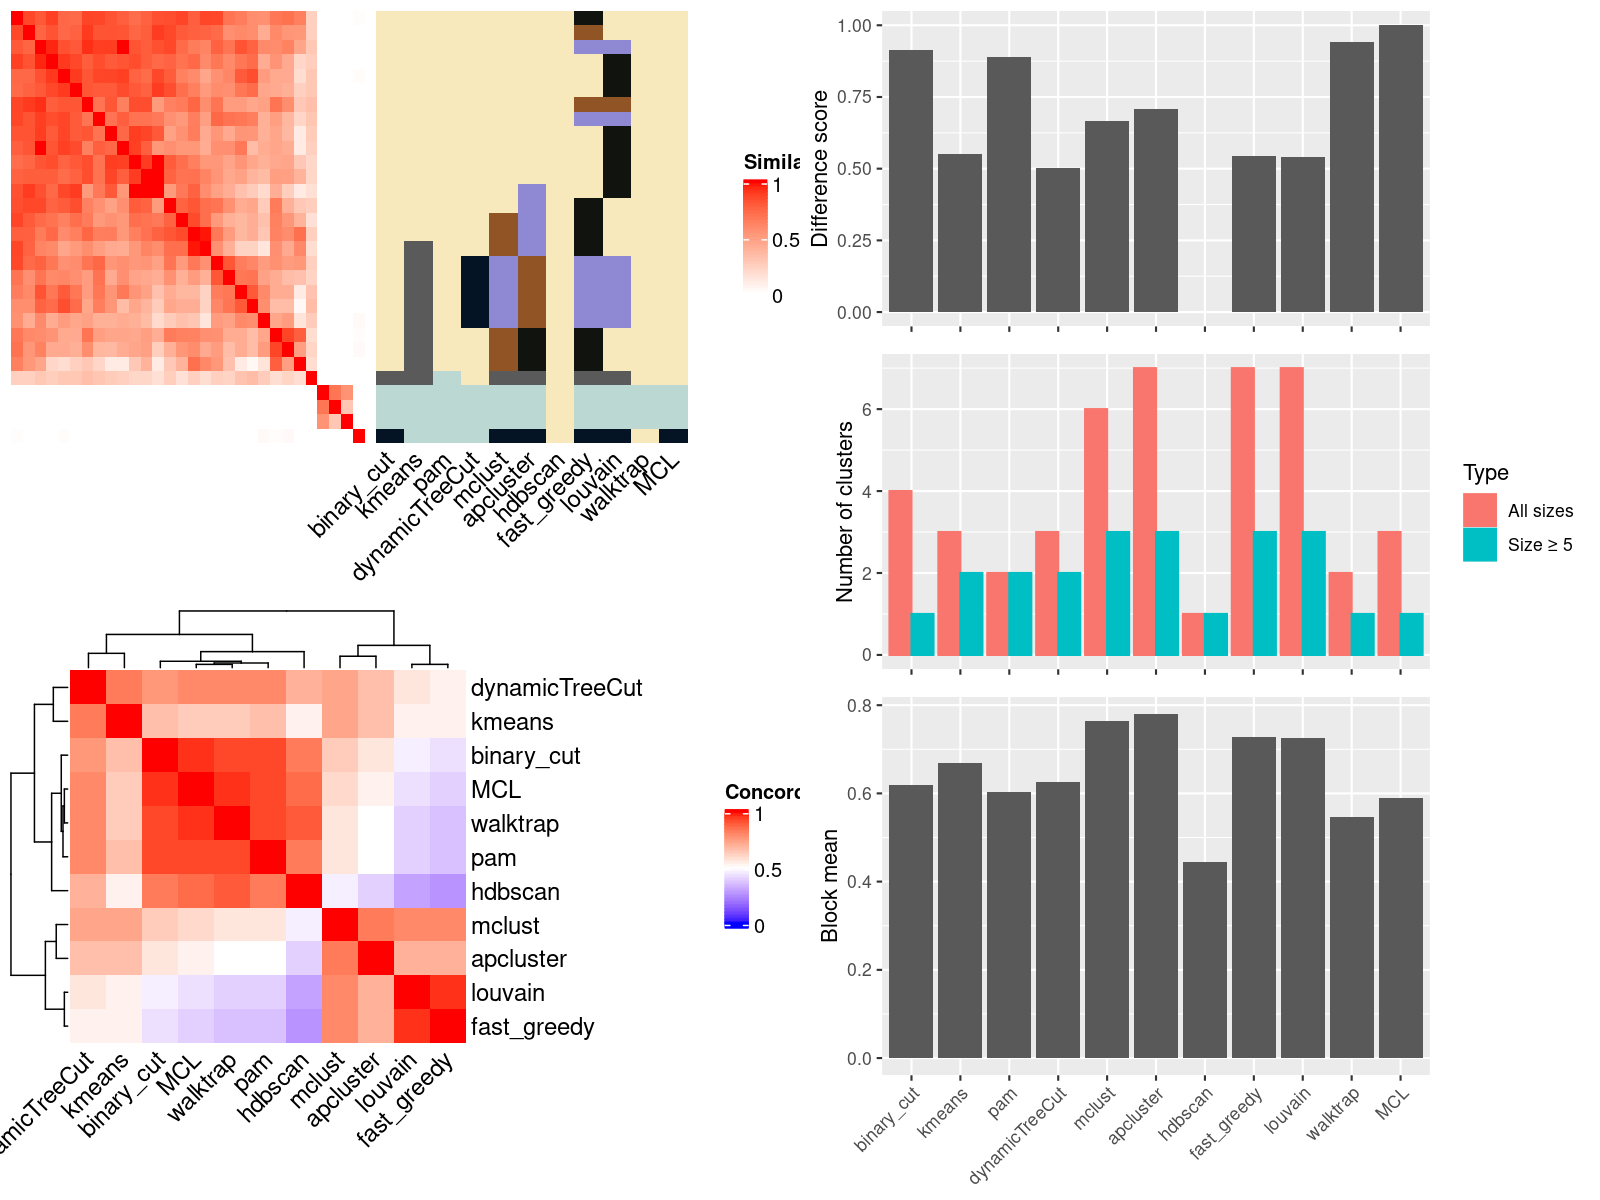 Simila
1
0.5
0
binary_cut
kmeans
pam
dynamicTreeCut
mclust
apcluster
hdbscan
fast_greedy
louvain
walktrap
MCL
dynamicTreeCut
kmeans
binary_cut
MCL
walktrap
pam
hdbscan
mclust
apcluster
louvain
fast_greedy
Concord
1
0.5
0
amicTreeCut
kmeans
binary_cut
MCL
walktrap
pam
hdbscan
mclust
apcluster
louvain
fast_greedy
Difference score
1.00
0.75
0.50
0.25
0.00
Number of clusters
6
4
2
0
Type
All sizes
Size ≥ 5
Block mean
0.8
0.6
0.4
0.2
0.0
binary_cut
kmeans
pam
dynamicTreeCut
mclust
apcluster
hdbscan
fast_greedy
louvain
walktrap
MCL